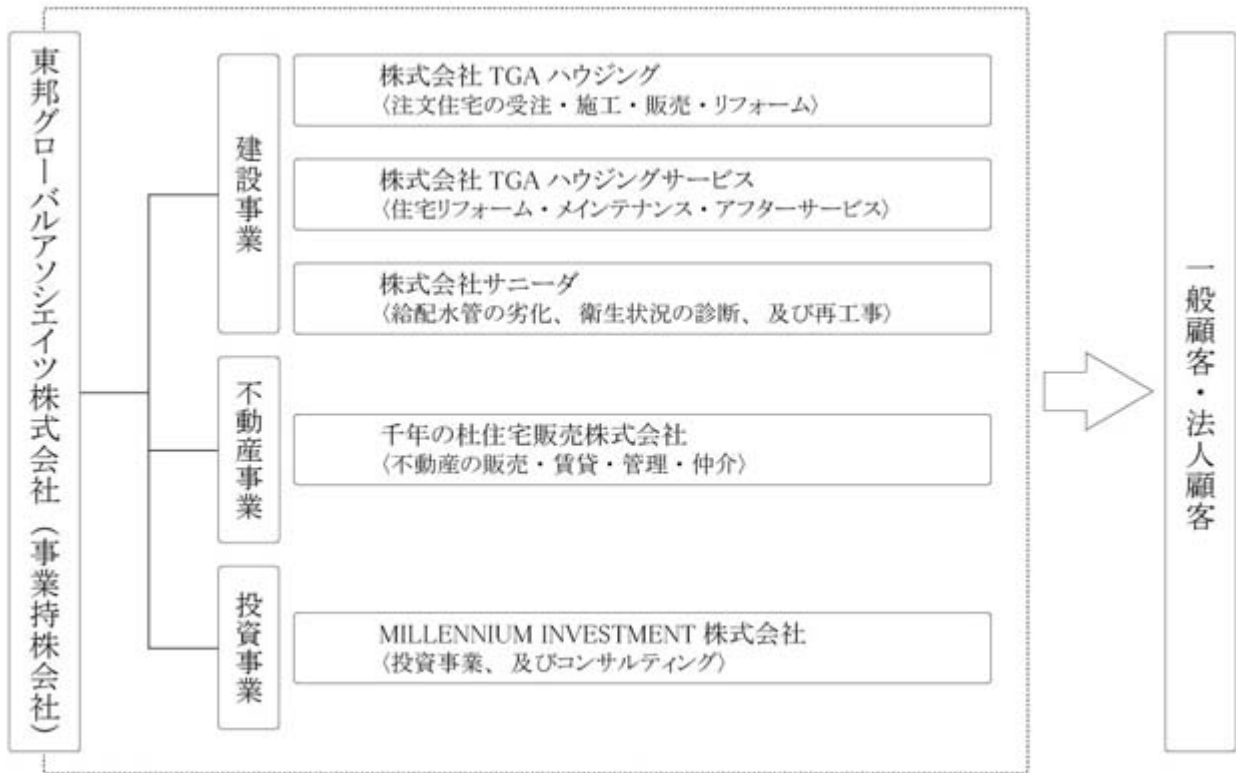 東邦グローバルアソシエイツ株式会社（事業持株会社）
建設事業
株式会社 TGA ハウジング
〈注文住宅の受注・施工・販売・リフォーム〉
株式会社 TGA ハウジングサービス
〈住宅リフォーム・メインテナンス・アフターサービス〉
株式会社サニーダ
〈給配水管の劣化、衛生状況の診断、及び再工事〉
不動産事業
千年の杜住宅販売株式会社
〈不動産の販売・賃貸・管理・仲介〉
投資事業
MILLENNIUM INVESTMENT 株式会社
〈投資事業、及びコンサルティング〉
一般顧客・法人顧客